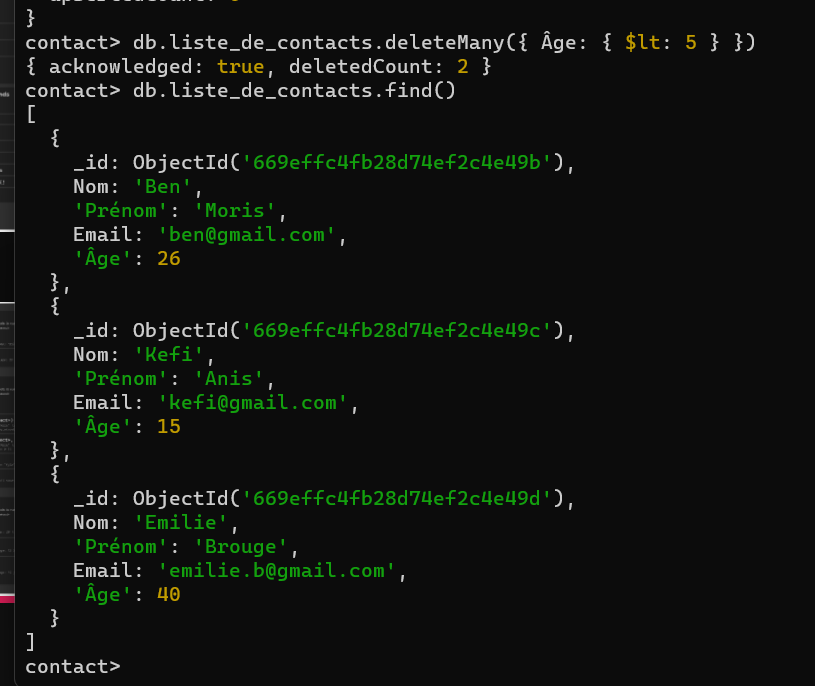 }
contact> db.liste_de_contacts.deleteMany({ Âge: { $lt: 5 } })
{ acknowledged: true, deletedCount: 2 }
contact> db.liste_de_contacts.find()
[
  {
    _id: ObjectId('669effc4fb28d74ef2c4e49b'),
    Nom: 'Ben',
    'Prénom': 'Moris',
    Email: 'ben@gmail.com',
    'Âge': 26
  },
  {
    _id: ObjectId('669effc4fb28d74ef2c4e49c'),
    Nom: 'Kefi',
    'Prénom': 'Anis',
    Email: 'kefi@gmail.com',
    'Âge': 15
  },
  {
    _id: ObjectId('669effc4fb28d74ef2c4e49d'),
    Nom: 'Emilie',
    'Prénom': 'Brouge',
    Email: 'emilie.b@gmail.com',
    'Âge': 40
  }
]
contact>